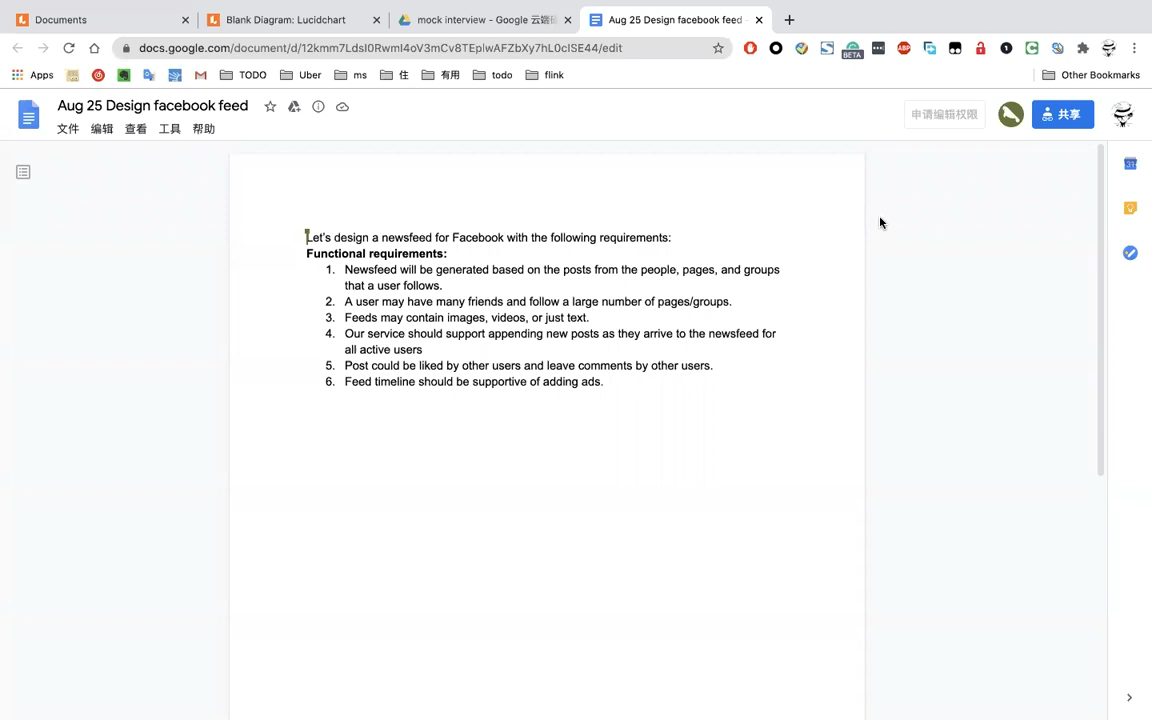 Documents
Blank Diagram: Lucidchart
mock interview - Google 云端
Aug 25 Design facebook feed
docs.google.com/document/d/
BETA
ABP
Apps
TODO
Uber
ms
住
有用
todo
flink
Other Bookmarks
Aug 25 Design facebook feed
文件 编辑 查看 工具 帮助
申请编辑权限
共享
31
Let's design a newsfeed for Facebook with the following requirements:
Functional requirements:
1. Newsfeed will be generated based on the posts from the people, pages, and groups
that a user follows.
2. A user may have many friends and follow a large number of pages/groups.
3. Feeds may contain images, videos, or just text.
4. Our service should support appending new posts as they arrive to the newsfeed for
all active users
5. Post could be liked by other users and leave comments by other users.
6. Feed timeline should be supportive of adding ads.